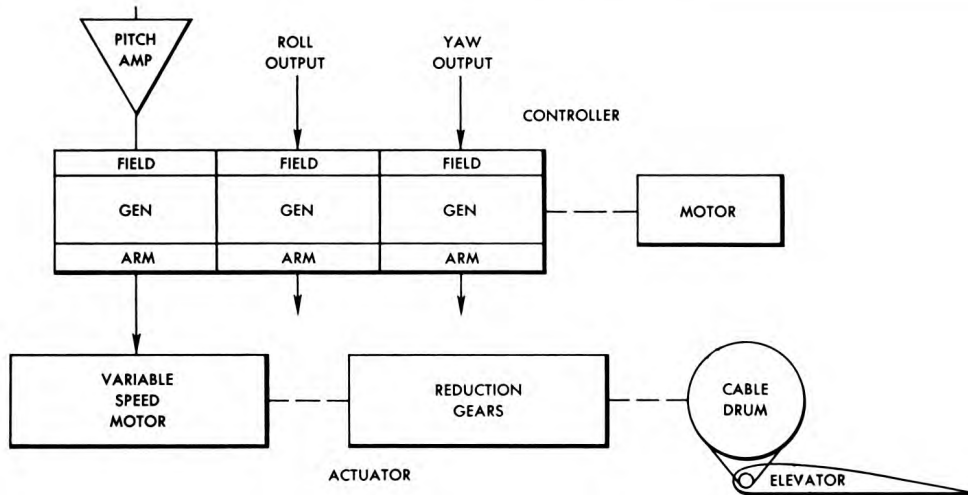 PITCH
AMP
ROLL
OUTPUT
YAW
OUTPUT
CONTROLLER
FIELD FIELD FIELD
GEN GEN GEN
MOTOR
ARM ARM ARM
VARIABLE
SPEED
MOTOR
REDUCTION
GEARS
CABLE
DRUM
ACTUATOR
ELEVATOR